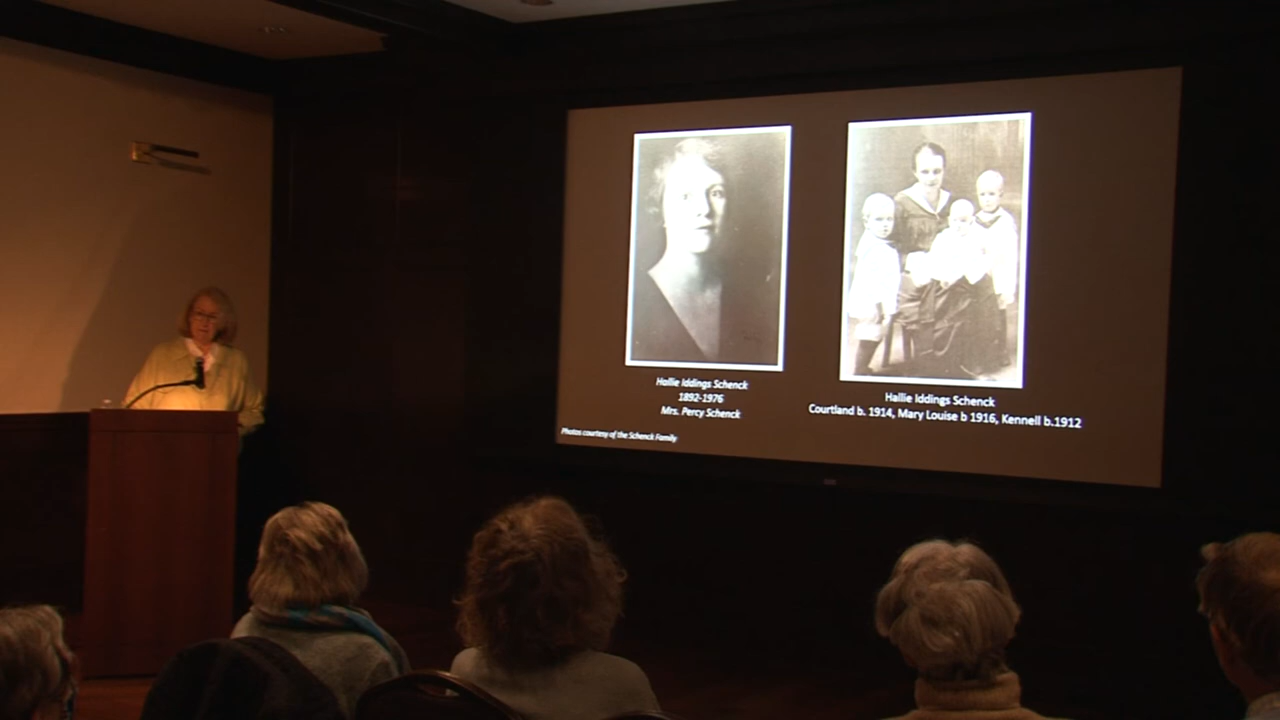 Hallie Iddings Schenck
1892-1976
Mrs. Percy Schenck
Hallie Iddings Schenck
Courtland b. 1914, Mary Louise b 1916, Kennell b.1912
Photos courtesy of the Schenck Family